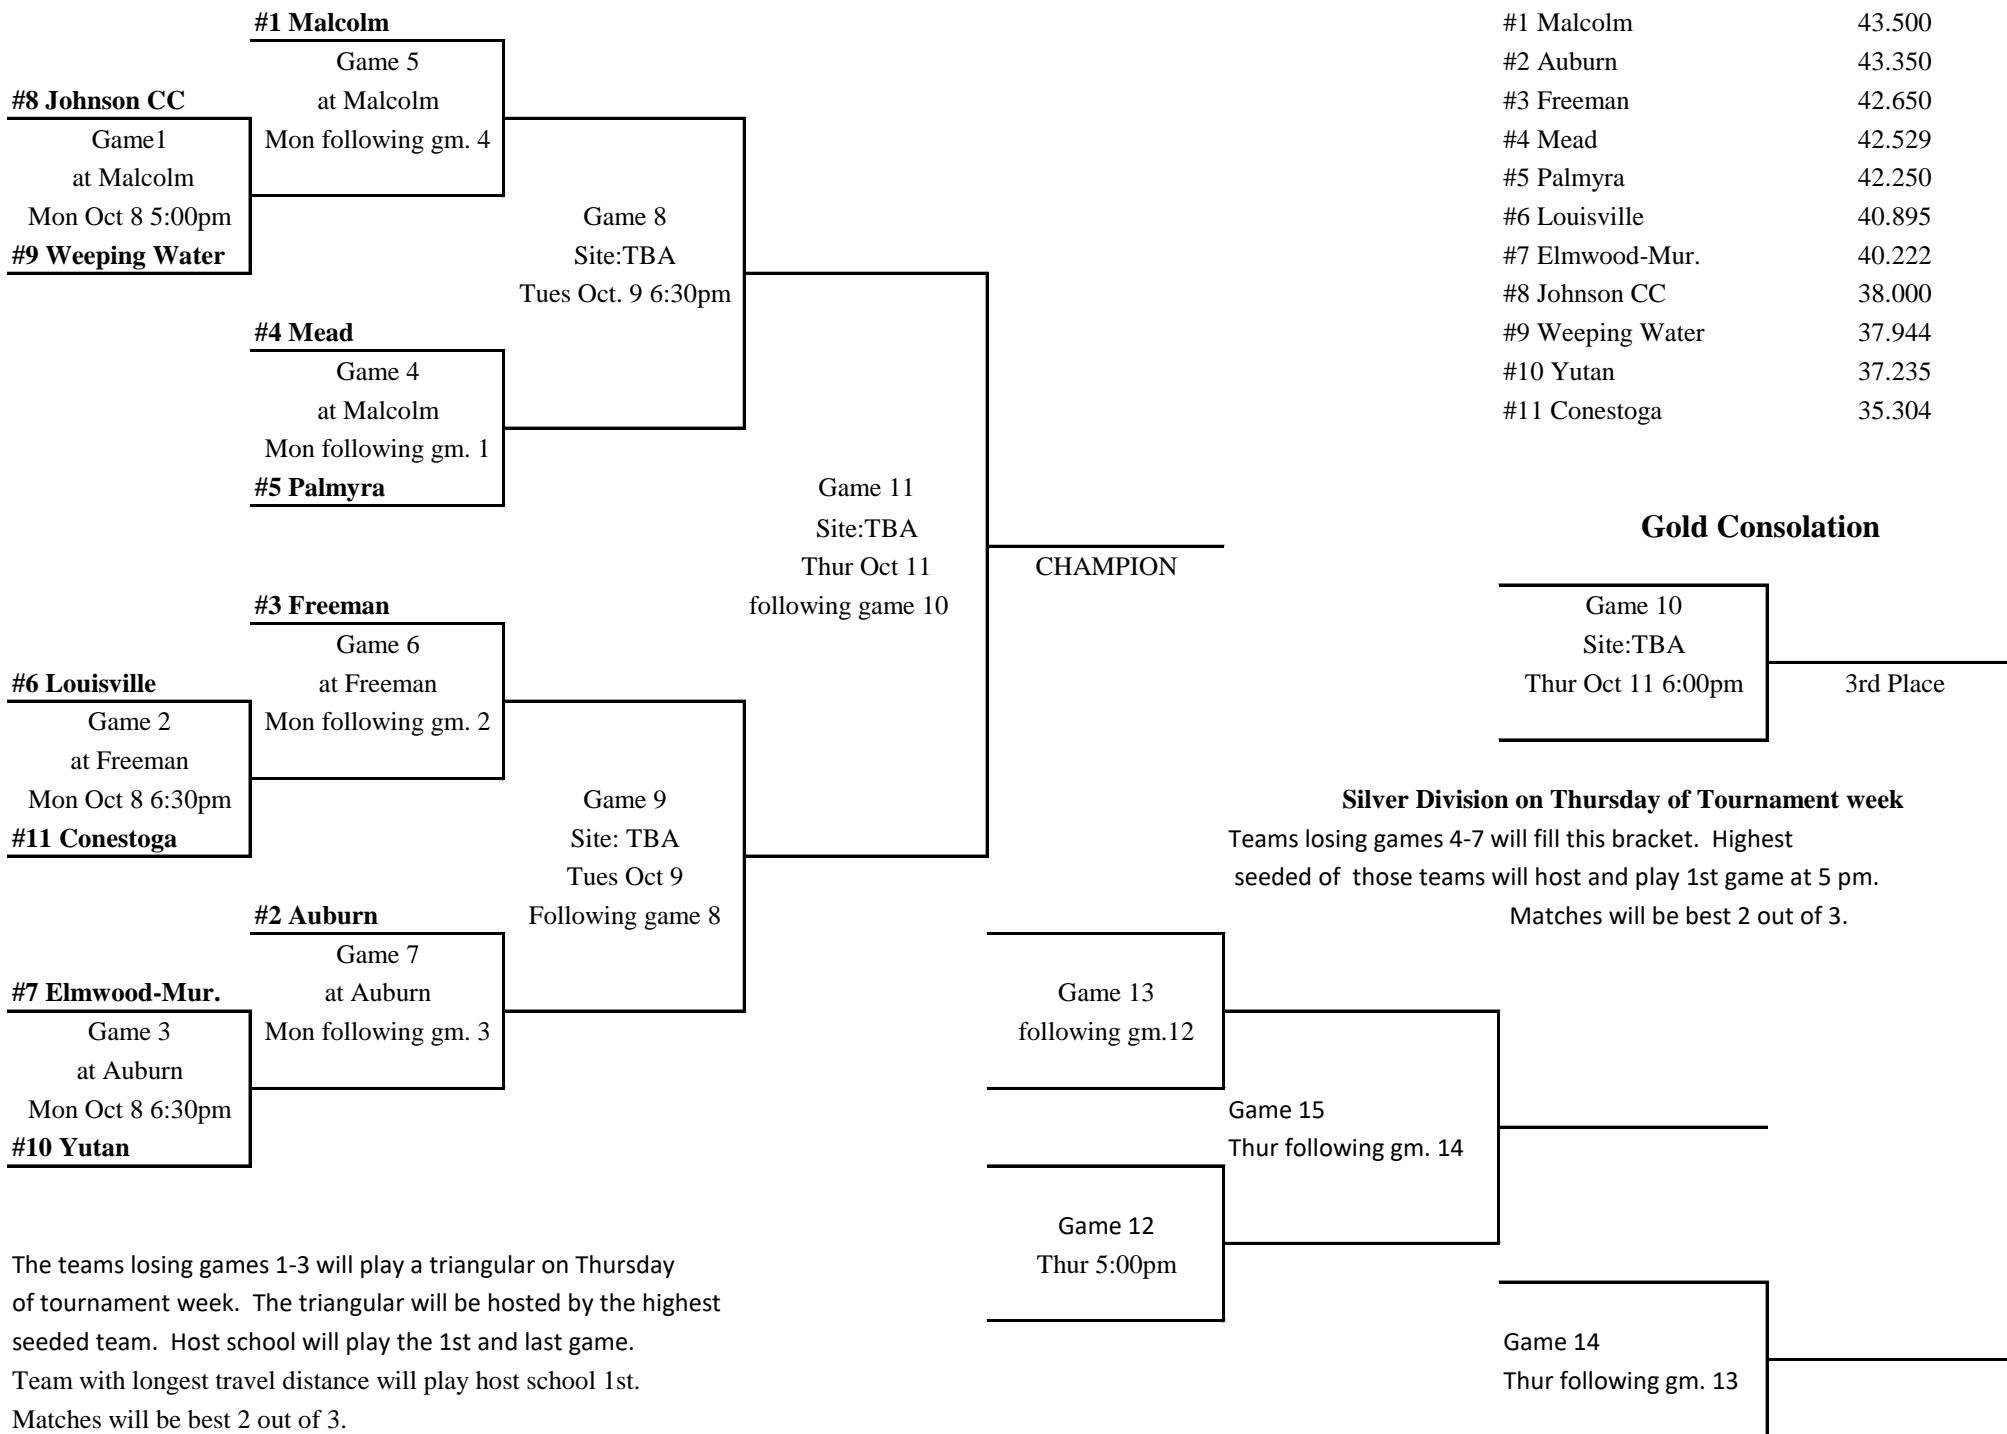 #1 Malcolm
Game 5
at Malcolm
Mon following gm. 4
#8 Johnson CC
Game1
at Malcolm
Mon Oct 8 5:00pm
#9 Weeping Water
Game 8
Site:TBA
Tues Oct. 9 6:30pm
#4 Mead
Game 4
at Malcolm
Mon following gm. 1
#5 Palmyra
Game 11
Site:TBA
Thur Oct 11
following game 10
CHAMPION
#3 Freeman
Game 6
at Freeman
Mon following gm. 2
#6 Louisville
Game 2
at Freeman
Mon Oct 8 6:30pm
#11 Conestoga
Game 9
Site: TBA
Tues Oct 9
Following game 8
#2 Auburn
Game 7
at Auburn
Mon following gm. 3
#7 Elmwood-Mur.
Game 3
at Auburn
Mon Oct 8 6:30pm
#10 Yutan
The teams losing games 1-3 will play a triangular on Thursday
of tournament week.  The triangular will be hosted by the highest
seeded team.  Host school will play the 1st and last game.
Team with longest travel distance will play host school 1st.
Matches will be best 2 out of 3.
#1 Malcolm 43.500
#2 Auburn 43.350
#3 Freeman 42.650
#4 Mead 42.529
#5 Palmyra 42.250
#6 Louisville 40.895
#7 Elmwood-Mur. 40.222
#8 Johnson CC 38.000
#9 Weeping Water 37.944
#10 Yutan 37.235
#11 Conestoga 35.304
Gold Consolation
Game 10
Site:TBA
Thur Oct 11 6:00pm
3rd Place
Silver Division on Thursday of Tournament week
Teams losing games 4-7 will fill this bracket.  Highest
seeded of  those teams will host and play 1st game at 5 pm.
Matches will be best 2 out of 3.
Game 13
following gm.12
Game 15
Thur following gm. 14
Game 12
Thur 5:00pm
Game 14
Thur following gm. 13